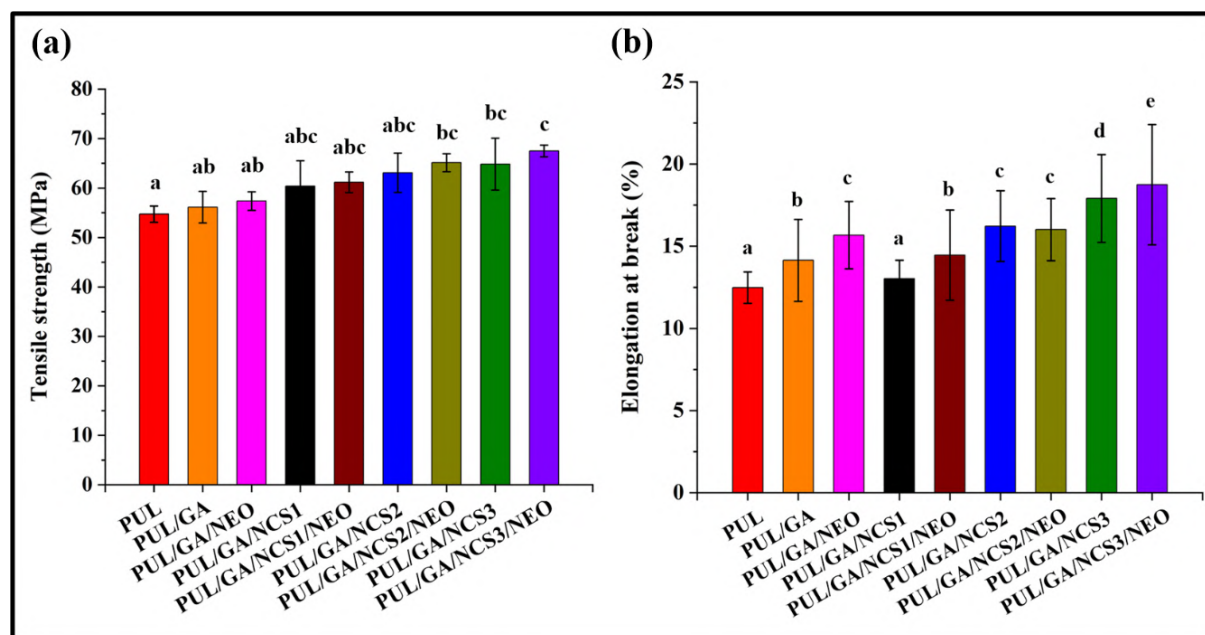 (a)
Tensile strength (MPa)
80
70
60
50
40
30
20
10
0
a
ab
ab
abc
abc
abc
bc
bc
c
PUL
PUL/GA
PUL/GA/NEO
PUL/GA/NCS1
PUL/GA/NCS1/NEO
PUL/GA/NCS2
PUL/GA/NCS2/NEO
PUL/GA/NCS3
PUL/GA/NCS3/NEO
(b)
Elongation at break (%)
25
20
15
10
5
0
a
b
c
a
b
c
c
d
e
PUL
PUL/GA
PUL/GA/NEO
PUL/GA/NCS1
PUL/GA/NCS1/NEO
PUL/GA/NCS2
PUL/GA/NCS2/NEO
PUL/GA/NCS3
PUL/GA/NCS3/NEO